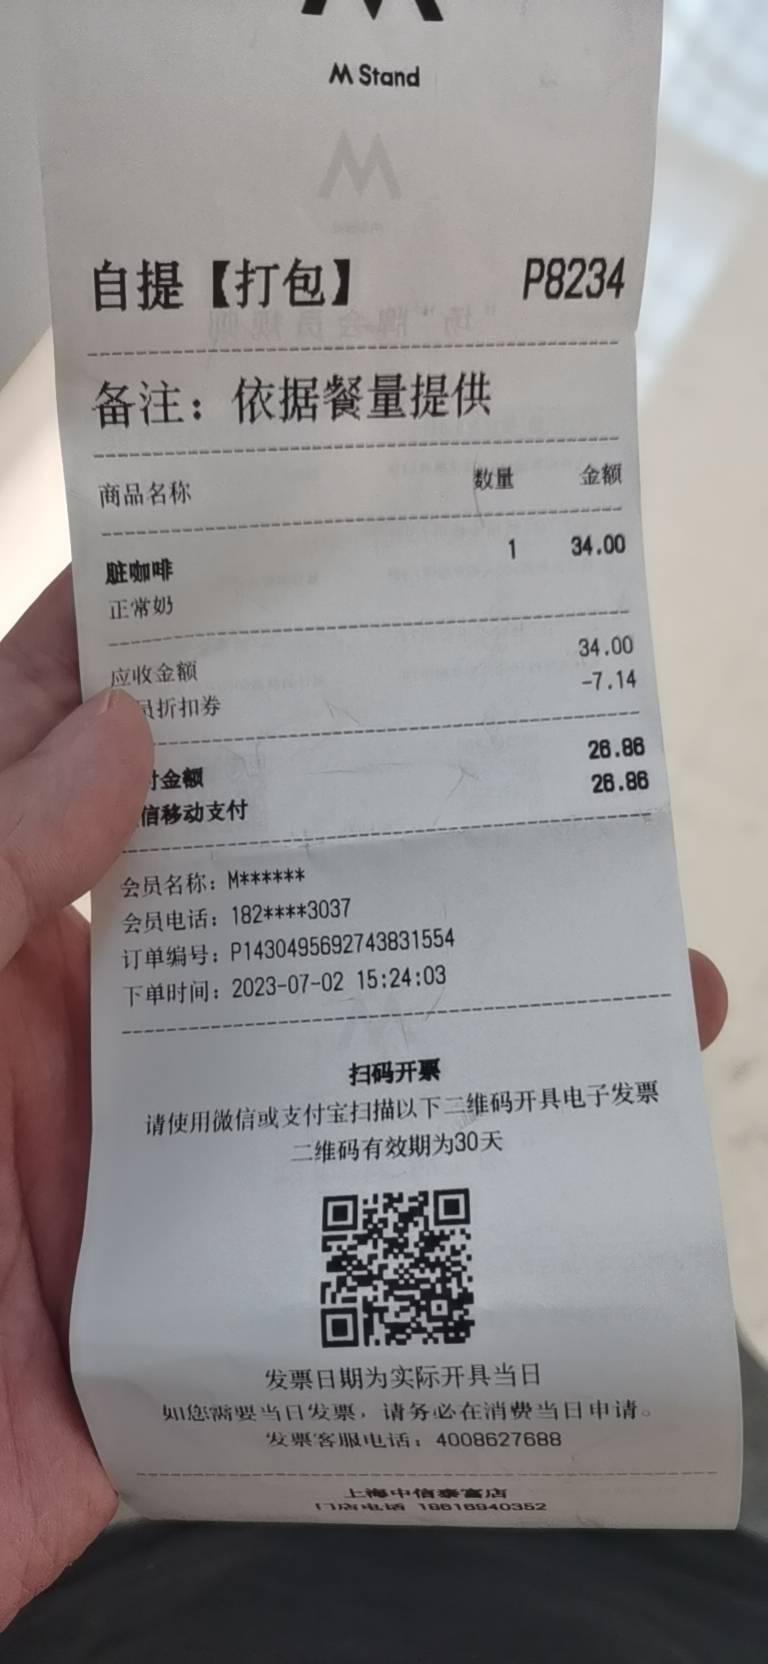 M Stand
自提【打包】 P8234
备注：依据餐量提供
商品名称 数量 金额
脏咖啡 1 34.00
正常奶
应收金额 34.00
员折扣券 -7.14
付金额 26.86
信移动支付 26.86
会员名称：M******
会员电话：182****3037
订单编号：P1430495692743831554
下单时间：2023-07-02 15:24:03
扫码开票
请使用微信或支付宝扫描以下二维码开具电子发票
二维码有效期为30天
发票日期为实际开具当日
如您需要当日发票，请务必在消费当日申请。
发票客服电话：4008627688
上海中信泰富店
门店电话 18616940352